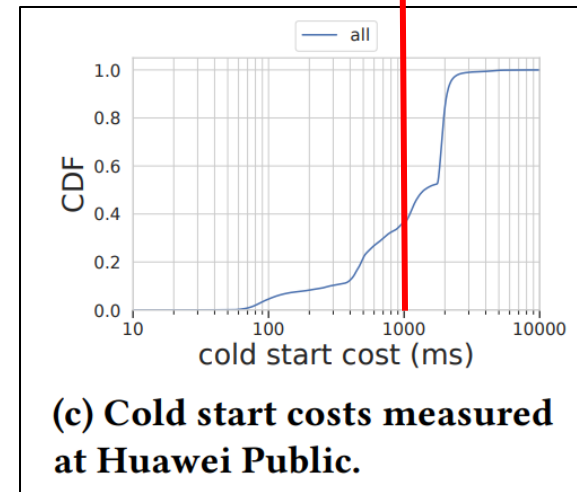 all
1.0
0.8
0.6
0.4
0.2
0.0
CDF
10 100 1000 10000
cold start cost (ms)
(c) Cold start costs measured
at Huawei Public.